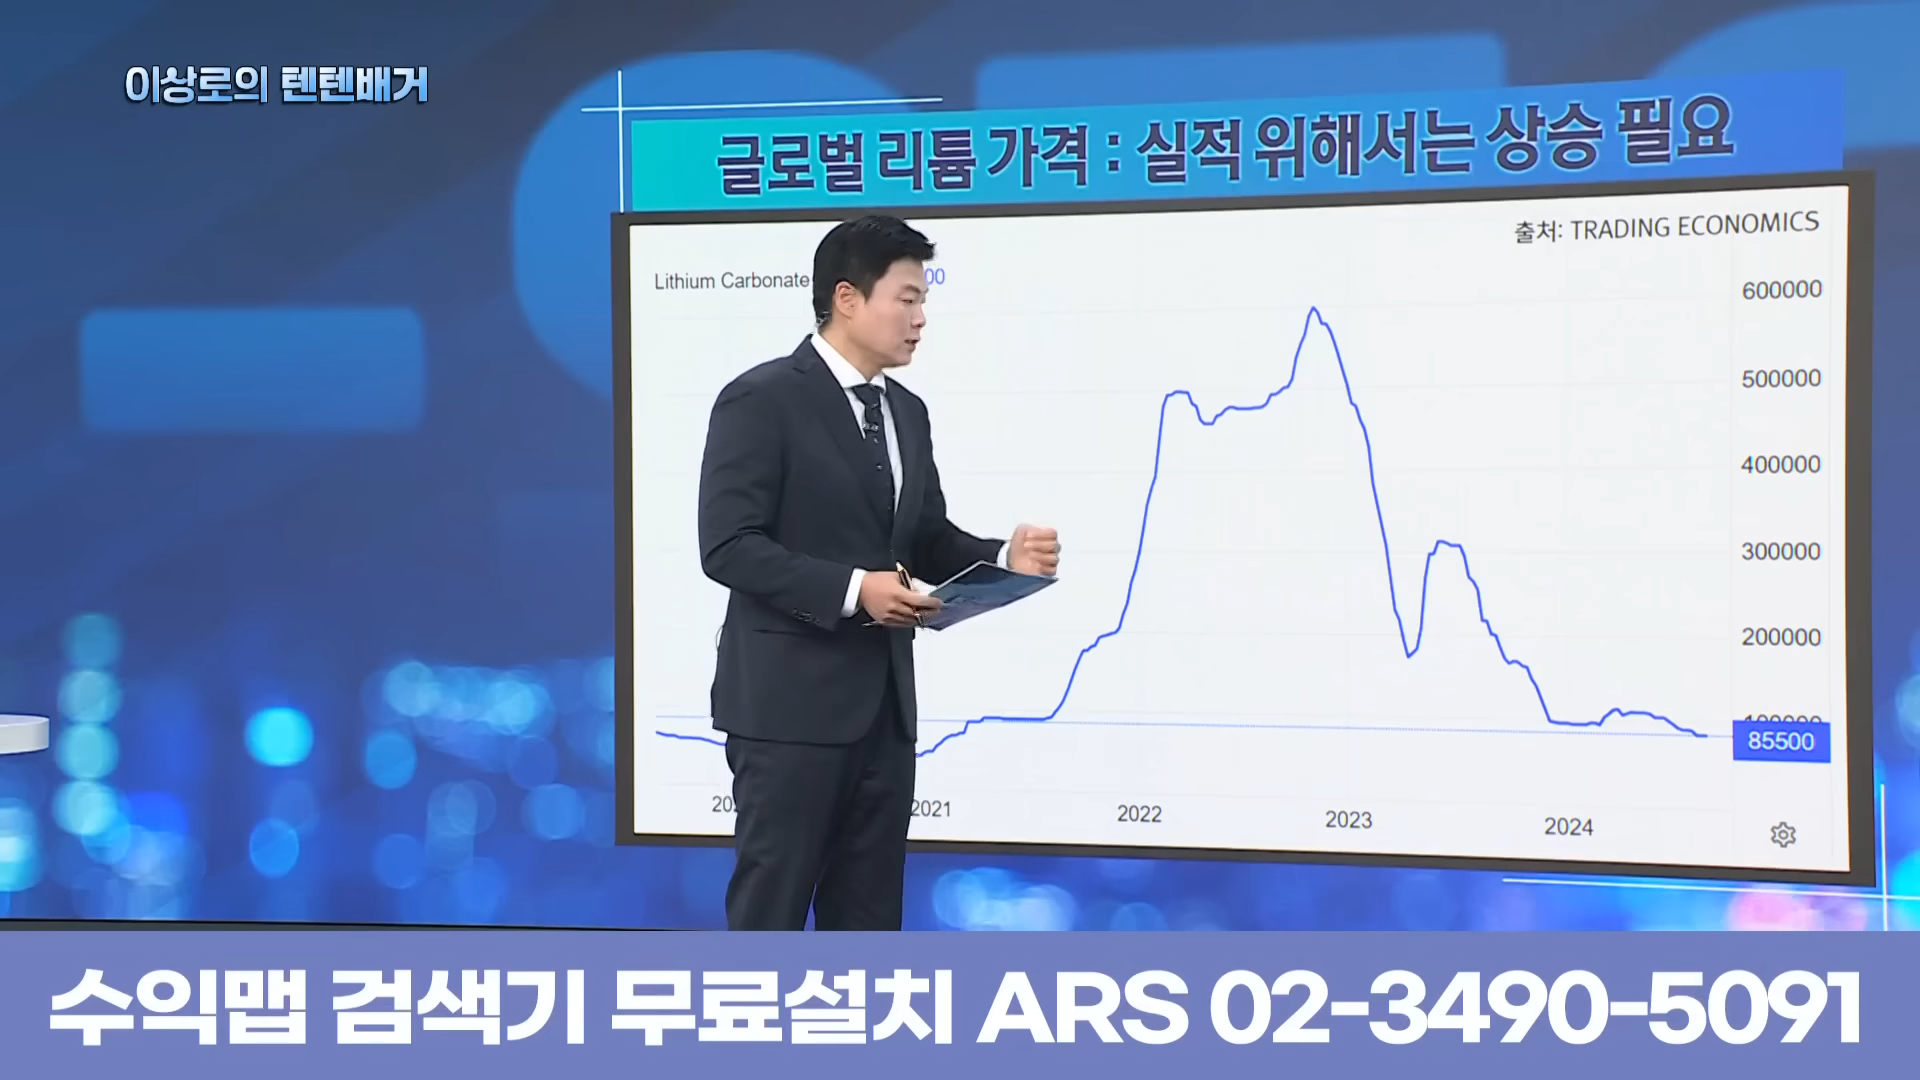 이상로의 텐텐배거
글로벌 리튬 가격 : 실적 위해서는 상승 필요
출처: TRADING ECONOMICS
Lithium Carbonate
00
600000
500000
400000
300000
200000
85500
2021
2022
2023
2024
수익맵 검색기 무료설치 ARS 02-3490-5091